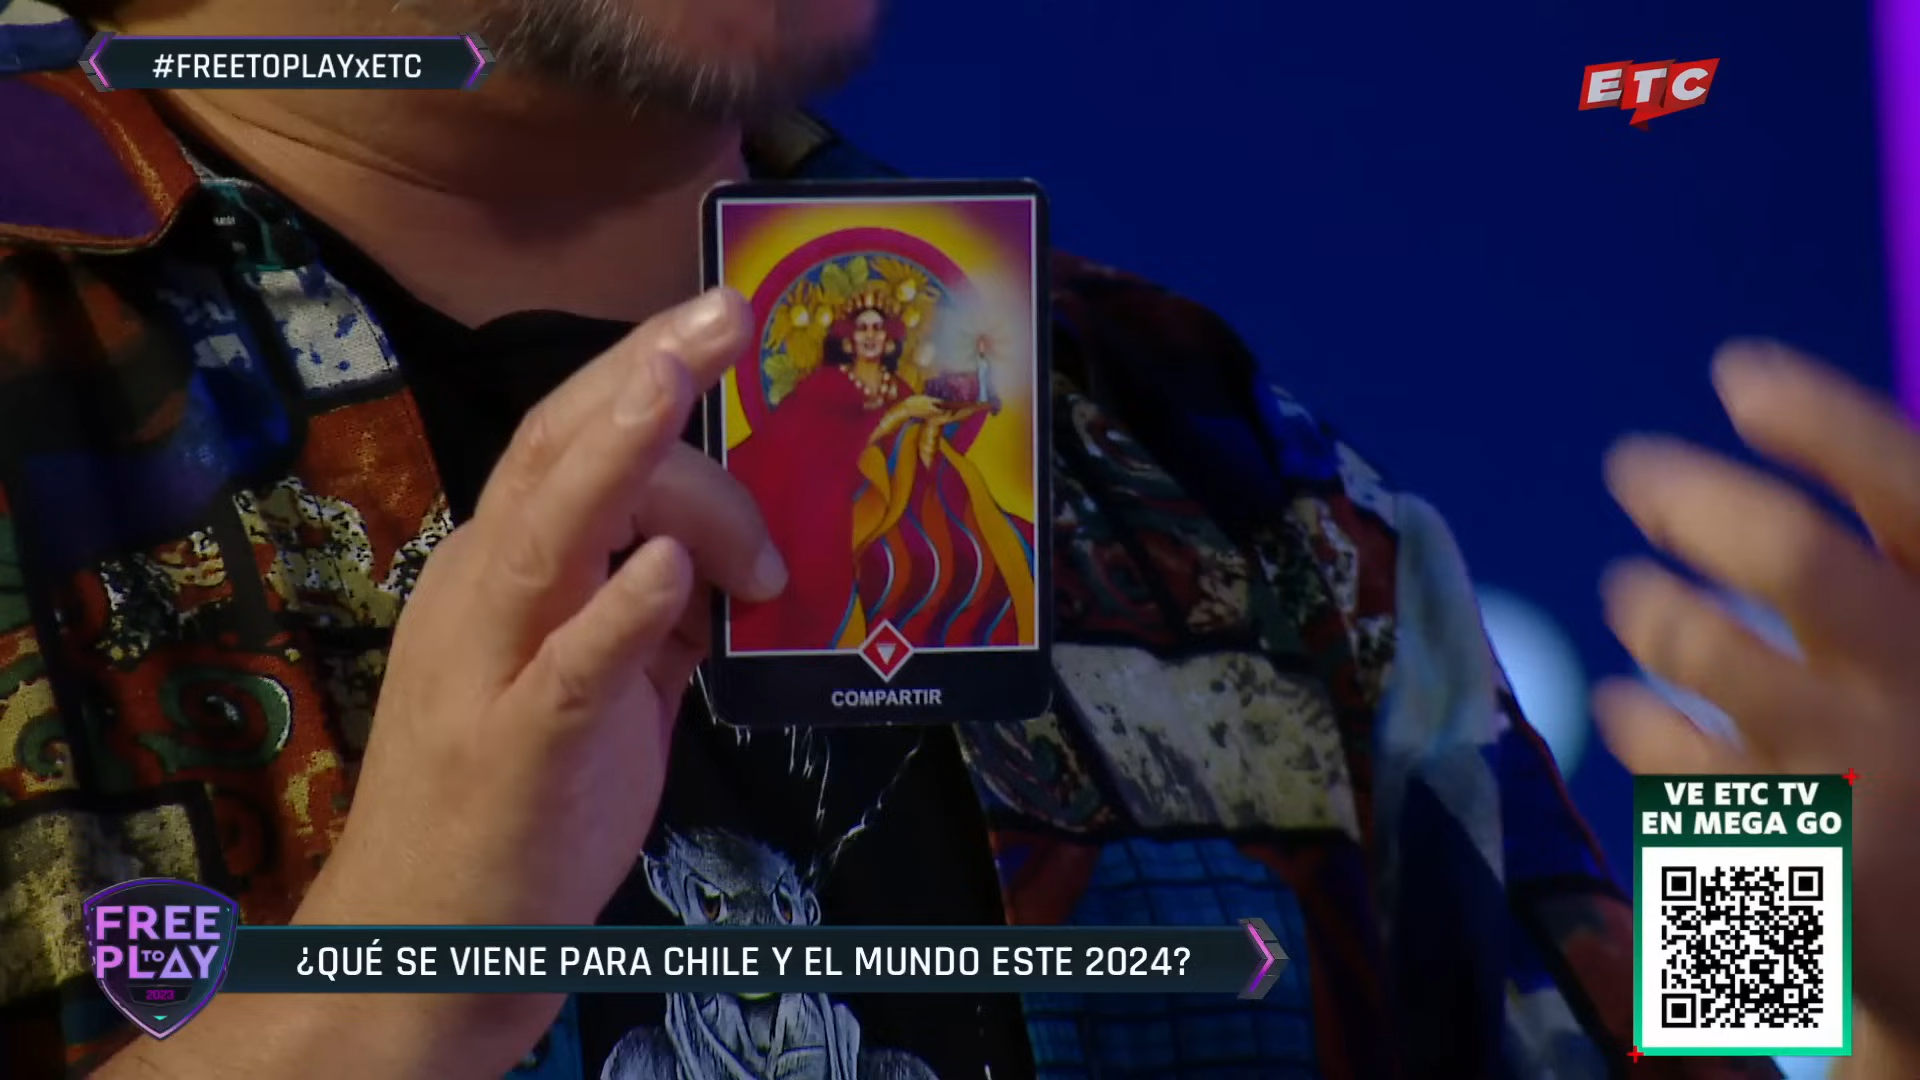 #FREETOPLAYxETC
ETC
COMPARTIR
VE ETC TV
EN MEGA GO
FREE
TO
PLAY
2023
¿QUÉ SE VIENE PARA CHILE Y EL MUNDO ESTE 2024?